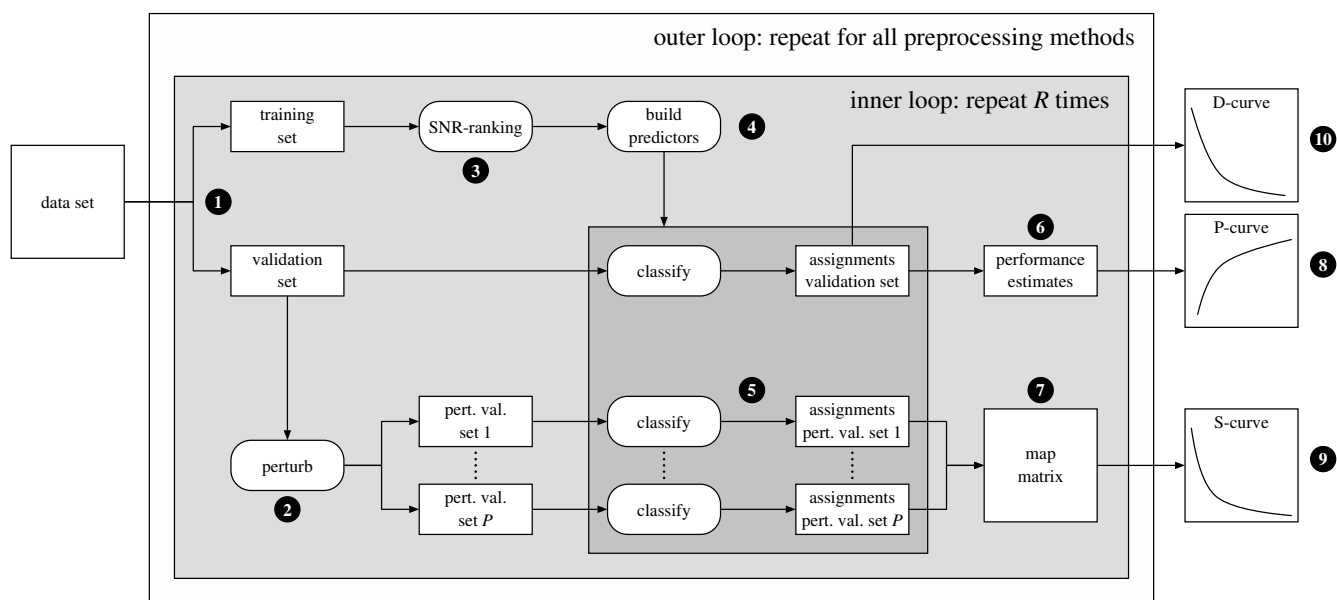 outer loop: repeat for all preprocessing methods
inner loop: repeat R times
data set
1
training
set
SNR-ranking
3
build
predictors
4
validation
set
classify
assignments
validation set
performance
estimates
6
perturb
2
pert. val.
set 1
pert. val.
set P
classify
classify
5
assignments
pert. val. set 1
assignments
pert. val. set P
map
matrix
7
D-curve
10
P-curve
8
S-curve
9